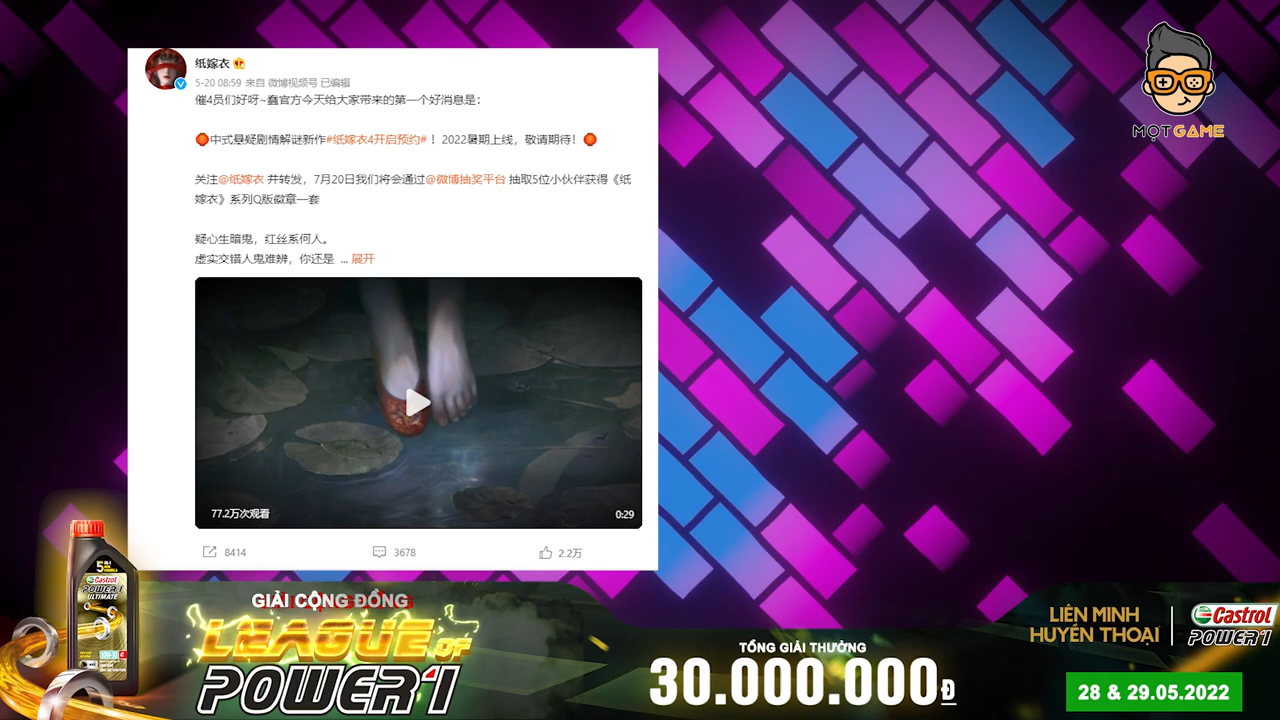 纸嫁衣
5-20 08:59 来自 微博视频号 已编辑
催4员们好呀~蠢官方今天给大家带来的第一个好消息是：
中式悬疑剧情解谜新作#纸嫁衣4开启预约#！2022暑期上线，敬请期待！
关注@纸嫁衣 并转发，7月20日我们将会通过@微博抽奖平台 抽取5位小伙伴获得《纸
嫁衣》系列Q版徽章一套
疑心生暗鬼，红丝系何人。
虚实交错人鬼难辨，你还是 ... 展开
77.2万次观看
0:29
8414
3678
2.2万
MỌT GAME
GIẢI CỘNG ĐỒNG
LEAGUE OF
POWER1
Castrol
POWER1
ULTIMATE
TỔNG GIẢI THƯỞNG
30.000.000Đ
LIÊN MINH
HUYỀN THOẠI
Castrol
POWER1
28 & 29.05.2022